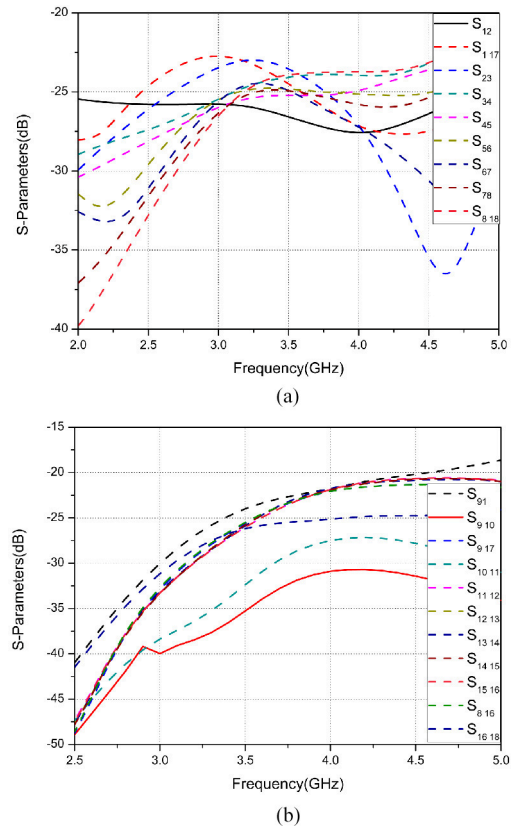 -20
-25
-30
-35
-40
S-Parameters(dB)
2.0 2.5 3.0 3.5 4.0 4.5 5.0
Frequency(GHz)
S12
S1 17
S23
S34
S45
S56
S67
S78
S8 18
(a)
-15
-20
-25
-30
-35
-40
-45
-50
S-Parameters(dB)
2.5 3.0 3.5 4.0 4.5 5.0
Frequency(GHz)
S91
S9 10
S9 17
S10 11
S11 12
S12 13
S13 14
S14 15
S15 16
S8 16
S16 18
(b)